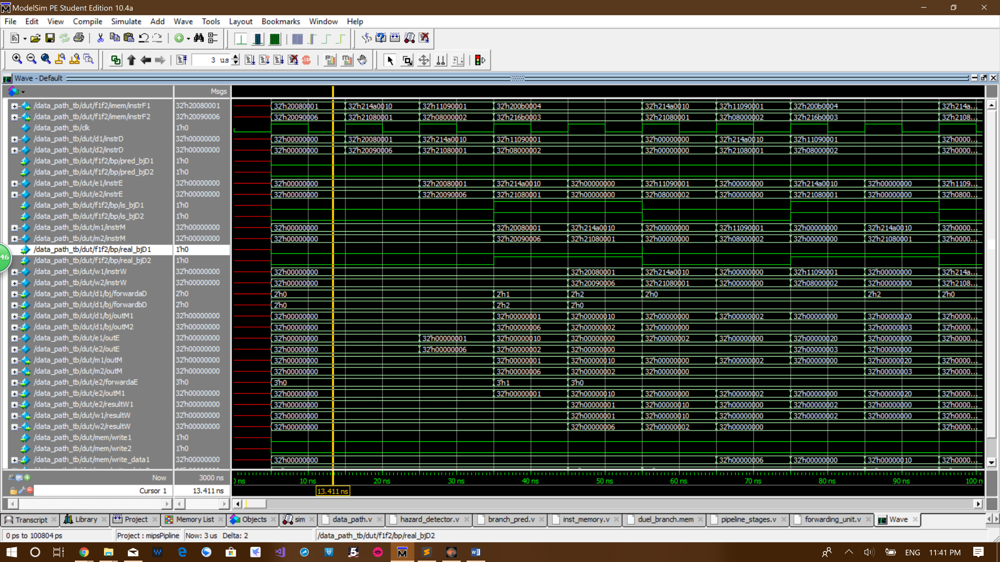 ModelSim PE Student Edition 10.4a
File Edit View Compile Simulate Add Wave Tools Layout Bookmarks Window Help
3 us
Wave - Default
Msgs
/data_path_tb/dut/f1f2/imem/instrF1 32'h20080001 32'h20080001 32'h214a0010 32'h11090001 32'h200b0004 32'h214a0010 32'h11090001 32'h200b0004 32'h214a...
/data_path_tb/dut/f1f2/imem/instrF2 32'h20090006 32'h20090006 32'h21080001 32'h08000002 32'h216b0003 32'h21080001 32'h08000002 32'h216b0003 32'h2108...
/data_path_tb/clk 1'h0
/data_path_tb/dut/d1/instrD 32'h00000000 32'h00000000 32'h20080001 32'h214a0010 32'h11090001 32'h00000000 32'h214a0010 32'h11090001 32'h0000...
/data_path_tb/dut/d2/instrD 32'h00000000 32'h00000000 32'h20090006 32'h21080001 32'h08000002 32'h00000000 32'h21080001 32'h08000002 32'h0000...
/data_path_tb/dut/f1f2/bp/pred_bjD1 1'h0
/data_path_tb/dut/f1f2/bp/pred_bjD2 1'h0
/data_path_tb/dut/e1/instrE 32'h00000000 32'h00000000 32'h20080001 32'h214a0010 32'h00000000 32'h11090001 32'h00000000 32'h214a0010 32'h00000000 32'h1109...
/data_path_tb/dut/e2/instrE 32'h00000000 32'h00000000 32'h20090006 32'h21080001 32'h00000000 32'h08000002 32'h00000000 32'h21080001 32'h00000000 32'h0800...
/data_path_tb/dut/f1f2/bp/is_bjD1 1'h0
/data_path_tb/dut/f1f2/bp/is_bjD2 1'h0
/data_path_tb/dut/m1/instrM 32'h00000000 32'h00000000 32'h20080001 32'h214a0010 32'h00000000 32'h11090001 32'h00000000 32'h214a0010 32'h0000...
/data_path_tb/dut/m2/instrM 32'h00000000 32'h00000000 32'h20090006 32'h21080001 32'h00000000 32'h08000002 32'h00000000 32'h21080001 32'h0000...
/data_path_tb/dut/f1f2/bp/real_bjD1 1'h0
46
/data_path_tb/dut/f1f2/bp/real_bjD2 1'h0
/data_path_tb/dut/w1/instrW 32'h00000000 32'h00000000 32'h20080001 32'h214a0010 32'h00000000 32'h11090001 32'h00000000 32'h214a...
/data_path_tb/dut/w2/instrW 32'h00000000 32'h00000000 32'h20090006 32'h21080001 32'h00000000 32'h08000002 32'h00000000 32'h2108...
/data_path_tb/dut/d1/bj/forwardaD 2'h0 2'h0 2'h1 2'h2 2'h0 2'h2 2'h0
/data_path_tb/dut/d1/bj/forwardbD 2'h0 2'h0 2'h2 2'h0
/data_path_tb/dut/d1/bj/outM1 32'h00000000 32'h00000000 32'h00000001 32'h00000010 32'h00000000 32'h00000002 32'h00000000 32'h00000020 32'h0000...
/data_path_tb/dut/d1/bj/outM2 32'h00000000 32'h00000000 32'h00000006 32'h00000002 32'h00000000 32'h00000003 32'h0000...
/data_path_tb/dut/e1/outE 32'h00000000 32'h00000000 32'h00000001 32'h00000010 32'h00000000 32'h00000002 32'h00000000 32'h00000020 32'h00000000 32'h0000...
/data_path_tb/dut/e2/outE 32'h00000000 32'h00000000 32'h00000006 32'h00000002 32'h00000000 32'h00000003 32'h00000000
/data_path_tb/dut/m1/outM 32'h00000000 32'h00000000 32'h00000001 32'h00000010 32'h00000000 32'h00000002 32'h00000000 32'h00000020 32'h0000...
/data_path_tb/dut/m2/outM 32'h00000000 32'h00000000 32'h00000006 32'h00000002 32'h00000000 32'h00000003 32'h0000...
/data_path_tb/dut/e2/forwardaE 3'h0 3'h0 3'h1 3'h0
/data_path_tb/dut/e2/outM1 32'h00000000 32'h00000000 32'h00000001 32'h00000010 32'h00000000 32'h00000002 32'h00000000 32'h00000020 32'h0000...
/data_path_tb/dut/e2/resultW1 32'h00000000 32'h00000000 32'h00000001 32'h00000010 32'h00000000 32'h00000002 32'h00000000 32'h0000...
/data_path_tb/dut/w1/resultW 32'h00000000 32'h00000000 32'h00000001 32'h00000010 32'h00000000 32'h00000002 32'h00000000 32'h0000...
/data_path_tb/dut/w2/resultW 32'h00000000 32'h00000000 32'h00000006 32'h00000002 32'h00000000 32'h0000...
/data_path_tb/dut/mem/write1 1'h0
/data_path_tb/dut/mem/write2 1'h0
/data_path_tb/dut/mem/write_data1 32'h00000000 32'h00000000 32'h00000006 32'h00000000 32'h00000010 32'h0000...
Now 3000 ns ns 10 ns 20 ns 30 ns 40 ns 50 ns 60 ns 70 ns 80 ns 90 ns 100 n
Cursor 1 13.411 ns 13.411 ns
Transcript Library Project Memory List Objects sim data_path.v hazard_detector.v branch_pred.v inst_memory.v duel_branch.mem pipeline_stages.v forwarding_unit.v Wave
0 ps to 100804 ps Project : mipsPipline Now: 3 us Delta: 2 /data_path_tb/dut/f1f2/bp/real_bjD2
ENG 11:41 PM